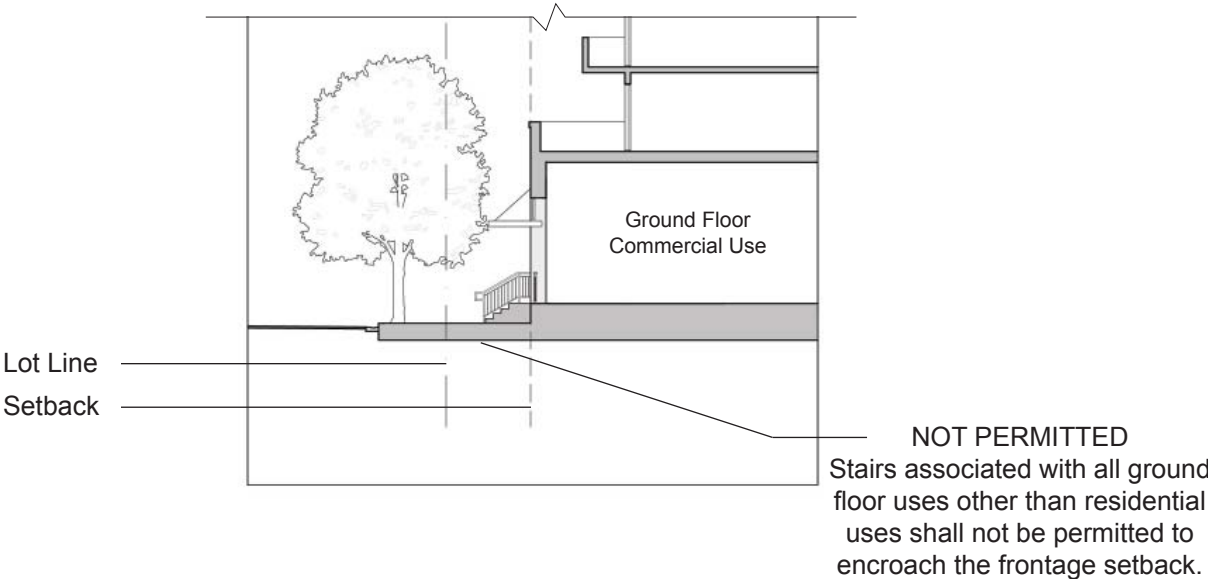 Ground Floor
Commercial Use
Lot Line
Setback
NOT PERMITTED
Stairs associated with all ground
floor uses other than residential
uses shall not be permitted to
encroach the frontage setback.